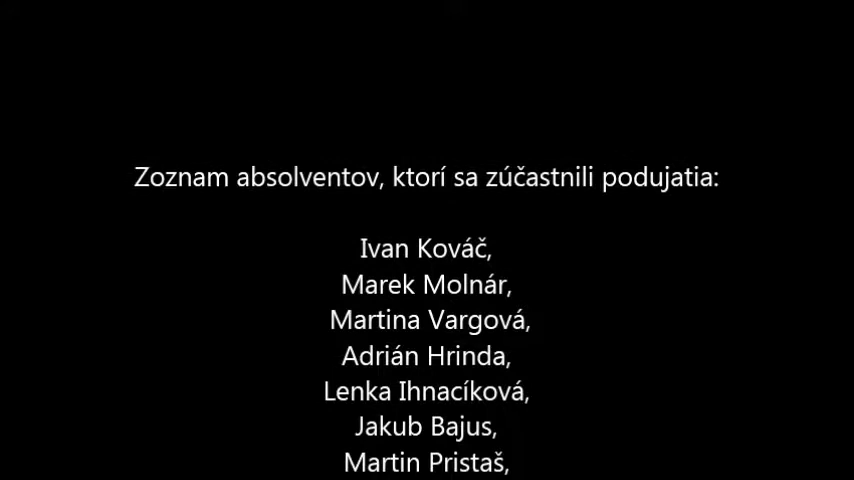 Zoznam absolventov, ktorí sa zúčastnili podujatia:
Ivan Kováč,
Marek Molnár,
Martina Vargová,
Adrián Hrinda,
Lenka Ihnacíková,
Jakub Bajus,
Martin Pristaš,